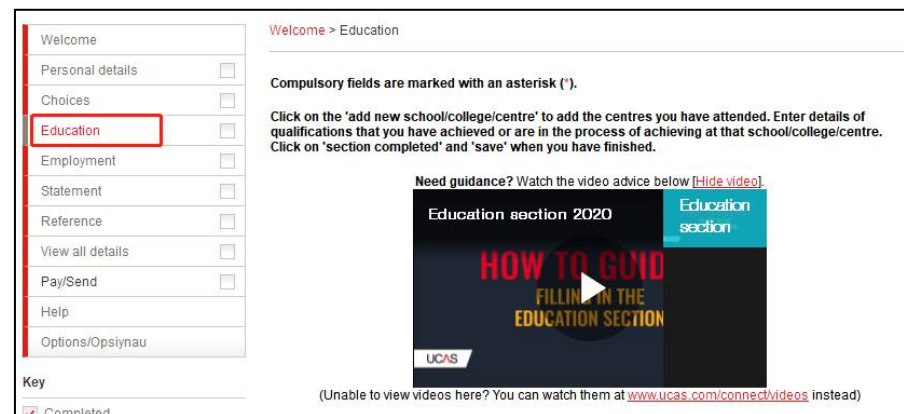 Welcome
Personal details
Choices
Education
Employment
Statement
Reference
View all details
Pay/Send
Help
Options/Opsiynau
Key
Completed
Welcome > Education
Compulsory fields are marked with an asterisk (*).
Click on the 'add new school/college/centre' to add the centres you have attended. Enter details of
qualifications that you have achieved or are in the process of achieving at that school/college/centre.
Click on 'section completed' and 'save' when you have finished.
Need guidance? Watch the video advice below [Hide video].
Education section 2020
Education
section
HOW TO GUID
FILLING IN THE
EDUCATION SECTION
UCAS
(Unable to view videos here? You can watch them at www.ucas.com/connect/videos instead)